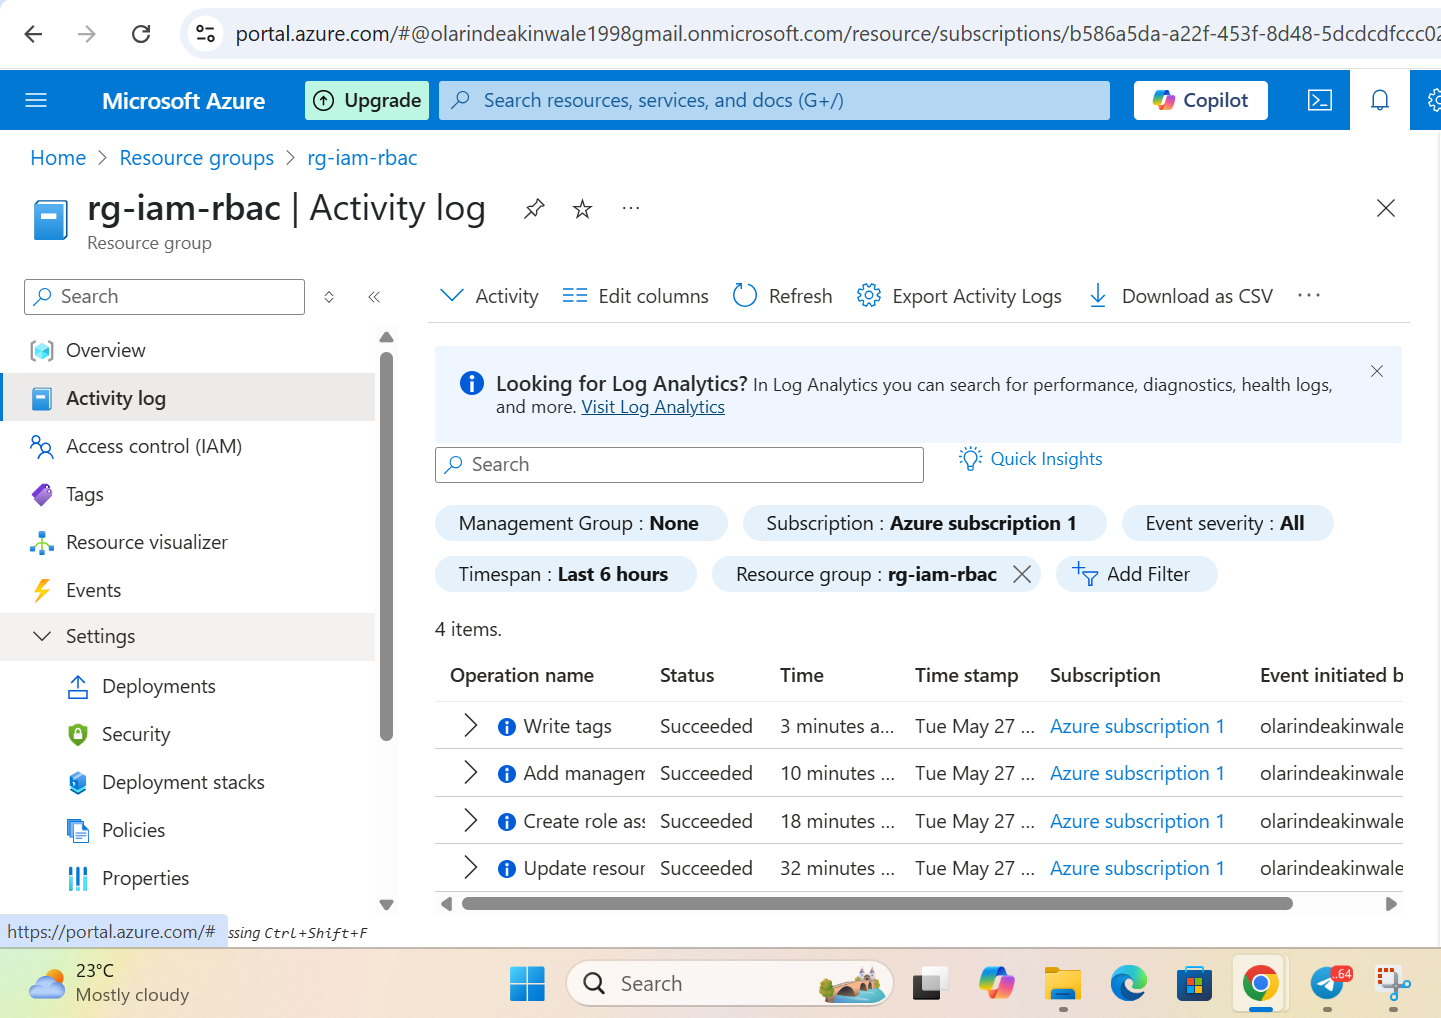 portal.azure.com/#@olarindeakinwale1998gmail.onmicrosoft.com/resource/subscriptions/b586a5da-a22f-453f-8d48-5dcdcdfccc02
Microsoft Azure
Upgrade
Search resources, services, and docs (G+/)
Copilot
Home > Resource groups > rg-iam-rbac
rg-iam-rbac | Activity log
Resource group
Search
Activity
Edit columns
Refresh
Export Activity Logs
Download as CSV
Overview
Activity log
Access control (IAM)
Tags
Resource visualizer
Events
Settings
Deployments
Security
Deployment stacks
Policies
Properties
Looking for Log Analytics? In Log Analytics you can search for performance, diagnostics, health logs,
and more. Visit Log Analytics
Search
Quick Insights
Management Group : None
Subscription : Azure subscription 1
Event severity : All
Timespan : Last 6 hours
Resource group : rg-iam-rbac
Add Filter
4 items.
Operation name Status Time Time stamp Subscription Event initiated b
Write tags Succeeded 3 minutes a... Tue May 27 ... Azure subscription 1 olarindeakinwale
Add managem Succeeded 10 minutes ... Tue May 27 ... Azure subscription 1 olarindeakinwale
Create role ass Succeeded 18 minutes ... Tue May 27 ... Azure subscription 1 olarindeakinwale
Update resour Succeeded 32 minutes ... Tue May 27 ... Azure subscription 1 olarindeakinwale
https://portal.azure.com/# ssing Ctrl+Shift+F
23°C
Mostly cloudy
Search
..64